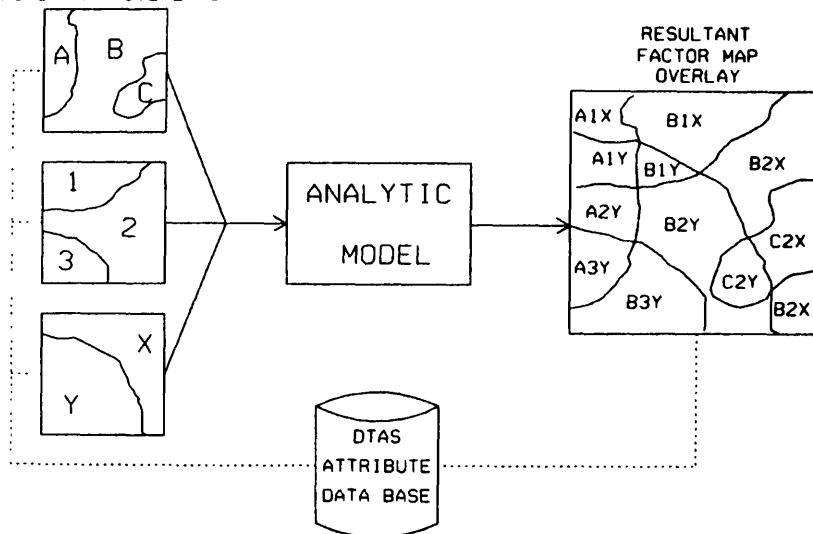 A
B
C
1
2
3
X
Y
ANALYTIC
MODEL
RESULTANT
FACTOR MAP
OVERLAY
A1X
B1X
A1Y
B1Y
B2X
A2Y
B2Y
C2X
A3Y
C2Y
B3Y
B2X
DTAS
ATTRIBUTE
DATA BASE